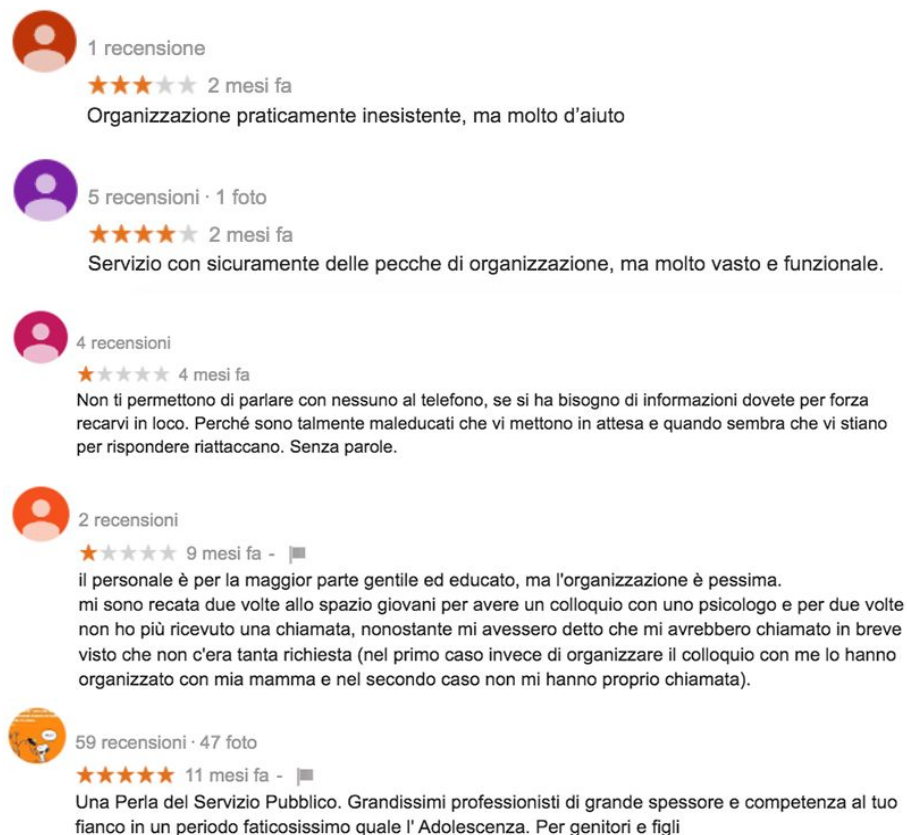 1 recensione
2 mesi fa
Organizzazione praticamente inesistente, ma molto d'aiuto
5 recensioni · 1 foto
2 mesi fa
Servizio con sicuramente delle pecche di organizzazione, ma molto vasto e funzionale.
4 recensioni
4 mesi fa
Non ti permettono di parlare con nessuno al telefono, se si ha bisogno di informazioni dovete per forza
recarvi in loco. Perché sono talmente maleducati che vi mettono in attesa e quando sembra che vi stiano
per rispondere riattaccano. Senza parole.
2 recensioni
9 mesi fa -
il personale è per la maggior parte gentile ed educato, ma l'organizzazione è pessima.
mi sono recata due volte allo spazio giovani per avere un colloquio con uno psicologo e per due volte
non ho più ricevuto una chiamata, nonostante mi avessero detto che mi avrebbero chiamato in breve
visto che non c'era tanta richiesta (nel primo caso invece di organizzare il colloquio con me lo hanno
organizzato con mia mamma e nel secondo caso non mi hanno proprio chiamata).
59 recensioni · 47 foto
11 mesi fa -
Una Perla del Servizio Pubblico. Grandissimi professionisti di grande spessore e competenza al tuo
fianco in un periodo faticosissimo quale l' Adolescenza. Per genitori e figli